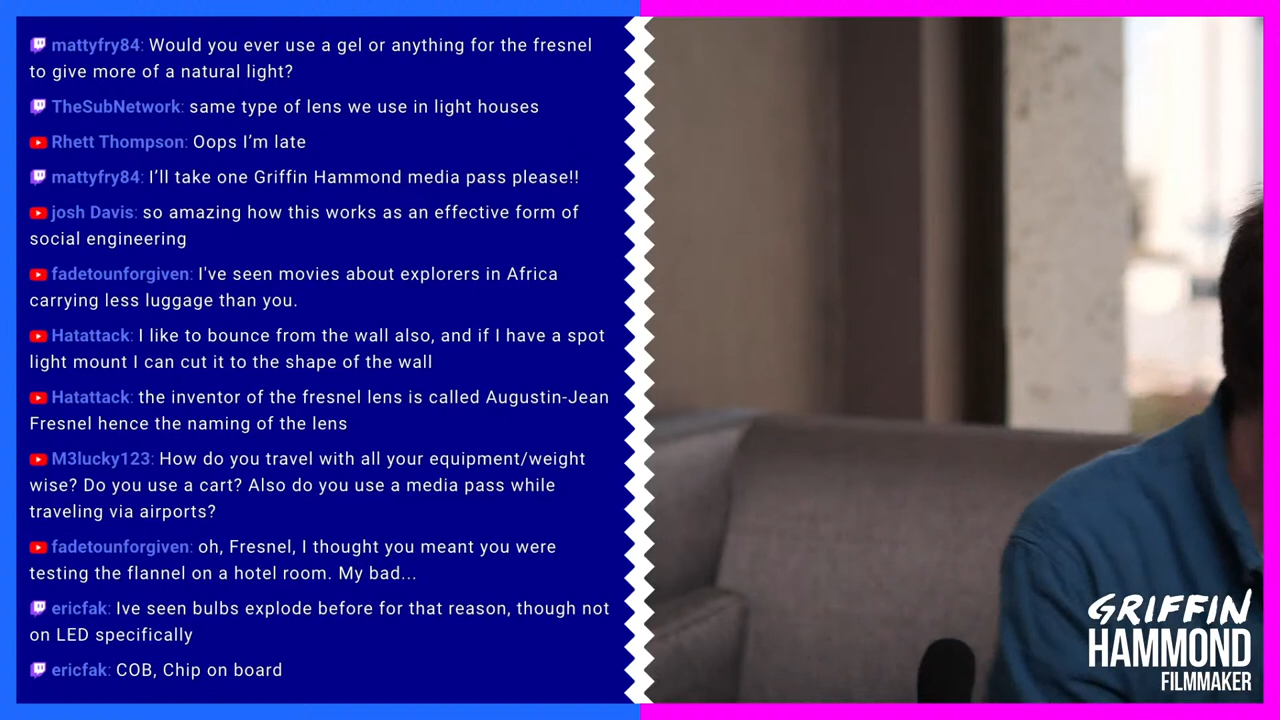 mattyfry84: Would you ever use a gel or anything for the fresnel
to give more of a natural light?
TheSubNetwork: same type of lens we use in light houses
Rhett Thompson: Oops I’m late
mattyfry84: I’ll take one Griffin Hammond media pass please!!
josh Davis: so amazing how this works as an effective form of
social engineering
fadetounforgiven: I've seen movies about explorers in Africa
carrying less luggage than you.
Hatattack: I like to bounce from the wall also, and if I have a spot
light mount I can cut it to the shape of the wall
Hatattack: the inventor of the fresnel lens is called Augustin-Jean
Fresnel hence the naming of the lens
M3lucky123: How do you travel with all your equipment/weight
wise? Do you use a cart? Also do you use a media pass while
traveling via airports?
fadetounforgiven: oh, Fresnel, I thought you meant you were
testing the flannel on a hotel room. My bad...
ericfak: Ive seen bulbs explode before for that reason, though not
on LED specifically
ericfak: COB, Chip on board
GRIFFIN
HAMMOND
FILMMAKER